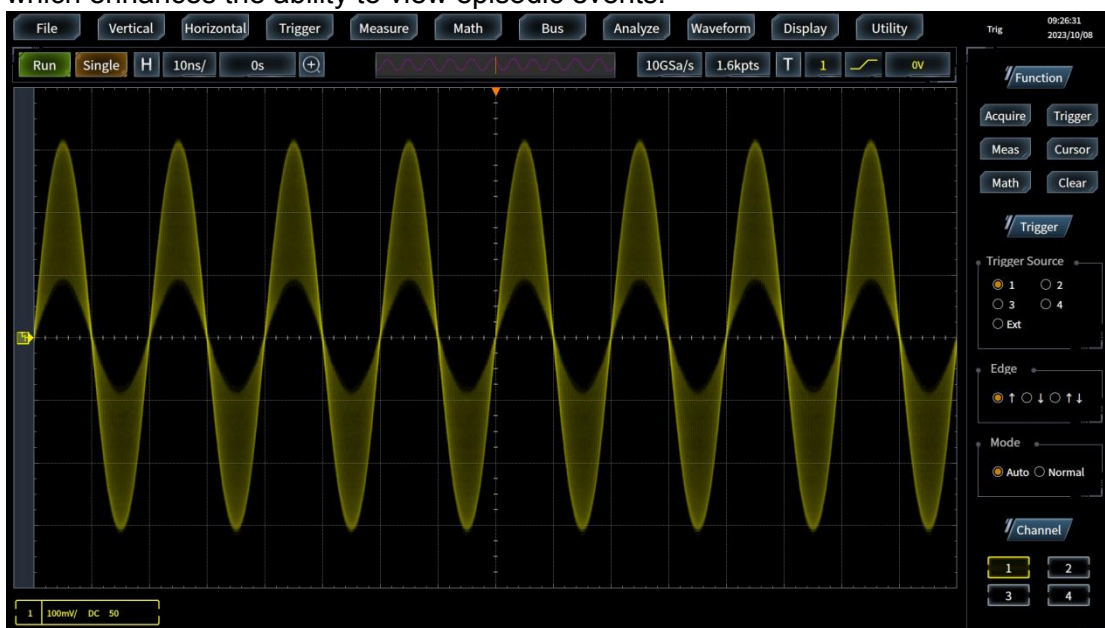 which enhances the ability to view episodic events.
File Vertical Horizontal Trigger Measure Math Bus Analyze Waveform Display Utility Trig 09:26:31
2023/10/08
Run Single H 10ns/ 0s 10GSa/s 1.6kpts T 1 0V
Function
Acquire Trigger
Meas Cursor
Math Clear
Trigger
Trigger Source
1 2
3 4
Ext
Edge
↑ ↓ ↑↓
Mode
Auto Normal
Channel
1 2
3 4
1 100mV/ DC 50